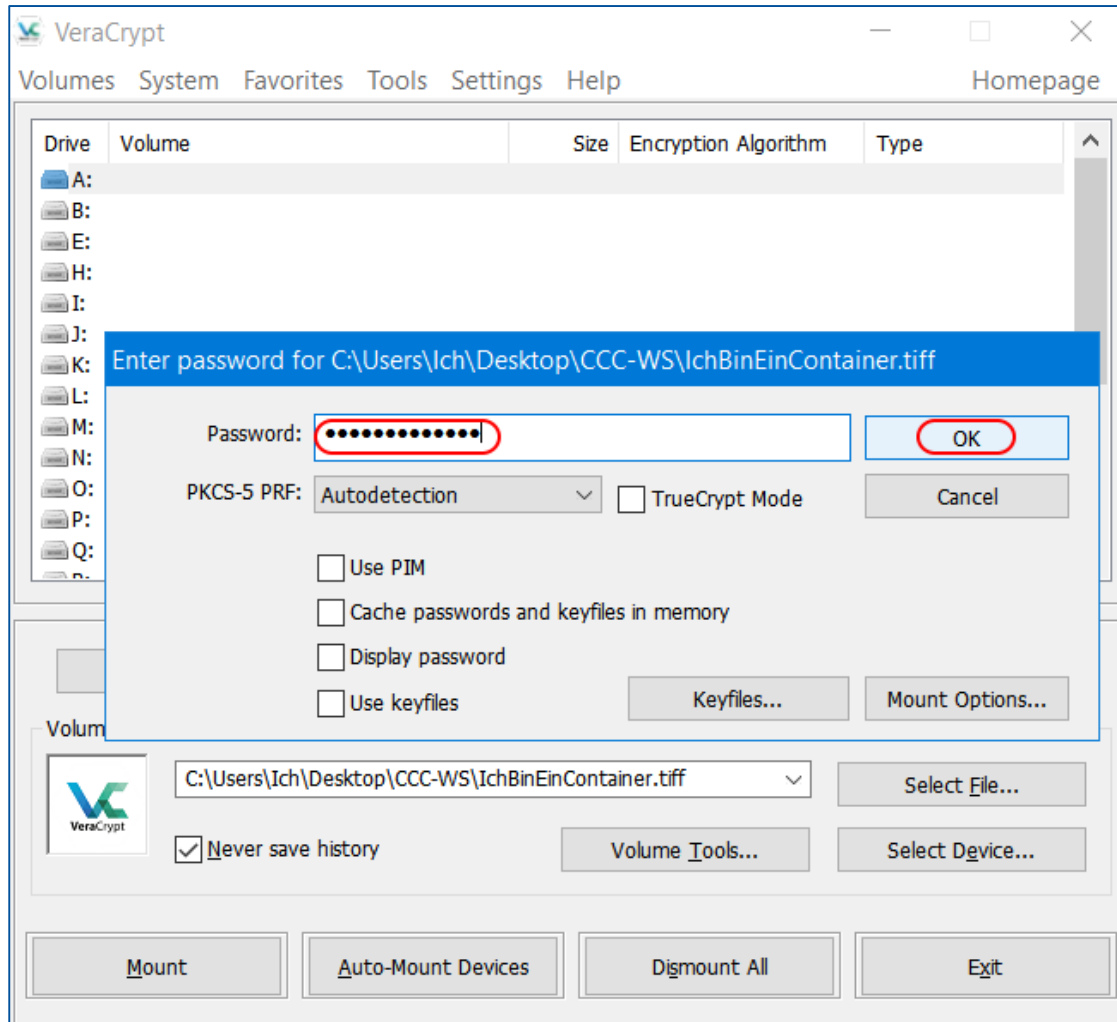 VeraCrypt
Volumes System Favorites Tools Settings Help Homepage
Drive Volume Size Encryption Algorithm Type
A:
B:
E:
H:
I:
J:
K:
L:
M:
N:
O:
P:
Q:
Enter password for C:\Users\Ich\Desktop\CCC-WS\IchBinEinContainer.tiff
Password: ●●●●●●●●●●●●● OK
PKCS-5 PRF: Autodetection TrueCrypt Mode Cancel
Use PIM
Cache passwords and keyfiles in memory
Display password
Use keyfiles Keyfiles... Mount Options...
Volum
VeraCrypt
C:\Users\Ich\Desktop\CCC-WS\IchBinEinContainer.tiff Select File...
Never save history Volume Tools... Select Device...
Mount Auto-Mount Devices Dismount All Exit